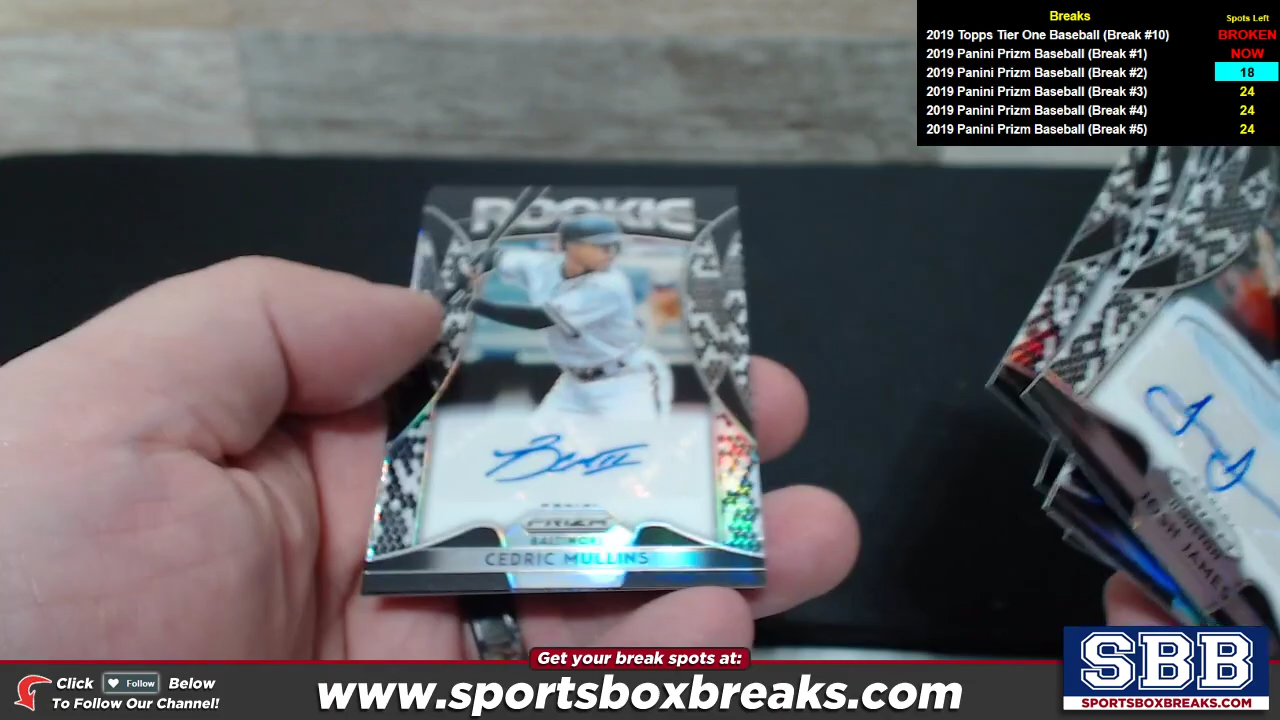 Breaks
Spots Left
2019 Topps Tier One Baseball (Break #10)
BROKEN
2019 Panini Prizm Baseball (Break #1)
NOW
2019 Panini Prizm Baseball (Break #2)
18
2019 Panini Prizm Baseball (Break #3)
24
2019 Panini Prizm Baseball (Break #4)
24
2019 Panini Prizm Baseball (Break #5)
24
ROOKIE
PANINI
PRIZM
BALTIMORE
CEDRIC MULLINS
JOSH JAMES
Get your break spots at:
Click Follow Below
To Follow Our Channel!
www.sportsboxbreaks.com
SBB
SPORTSBOXBREAKS.COM